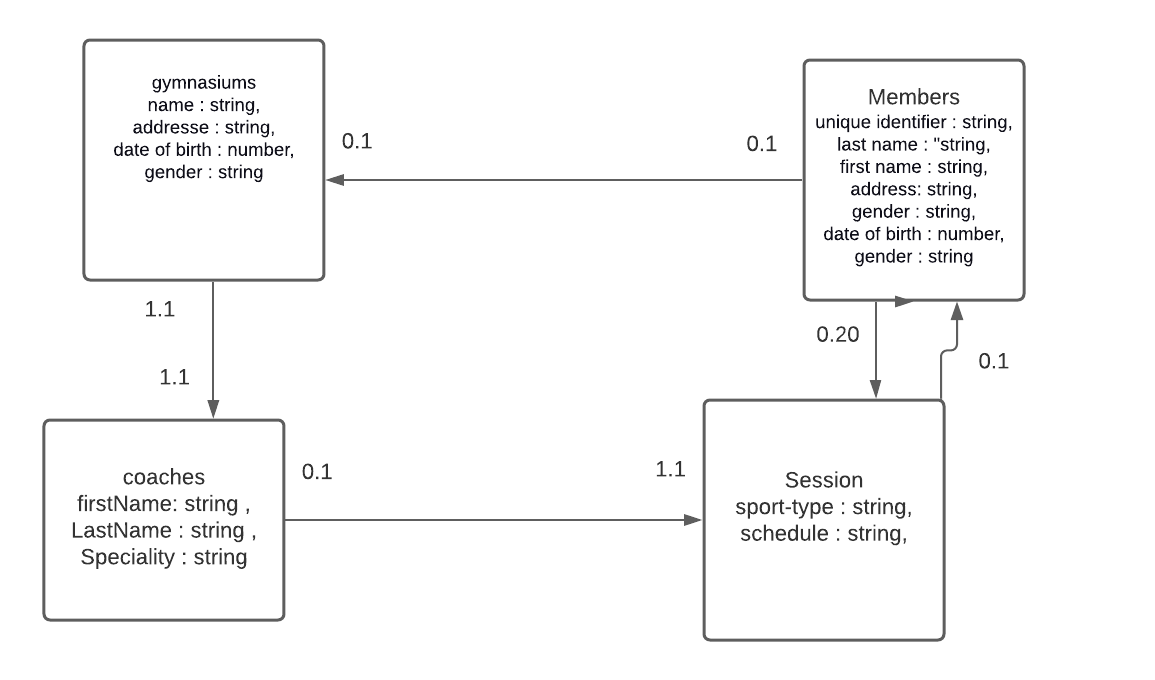 gymnasiums
name : string,
addresse : string,
date of birth : number,
gender : string
0.1
0.1
Members
unique identifier : string,
last name : "string,
first name : string,
address: string,
gender : string,
date of birth : number,
gender : string
1.1
1.1
0.20
0.1
coaches
firstName: string ,
LastName : string ,
Speciality : string
0.1
1.1
Session
sport-type : string,
schedule : string,